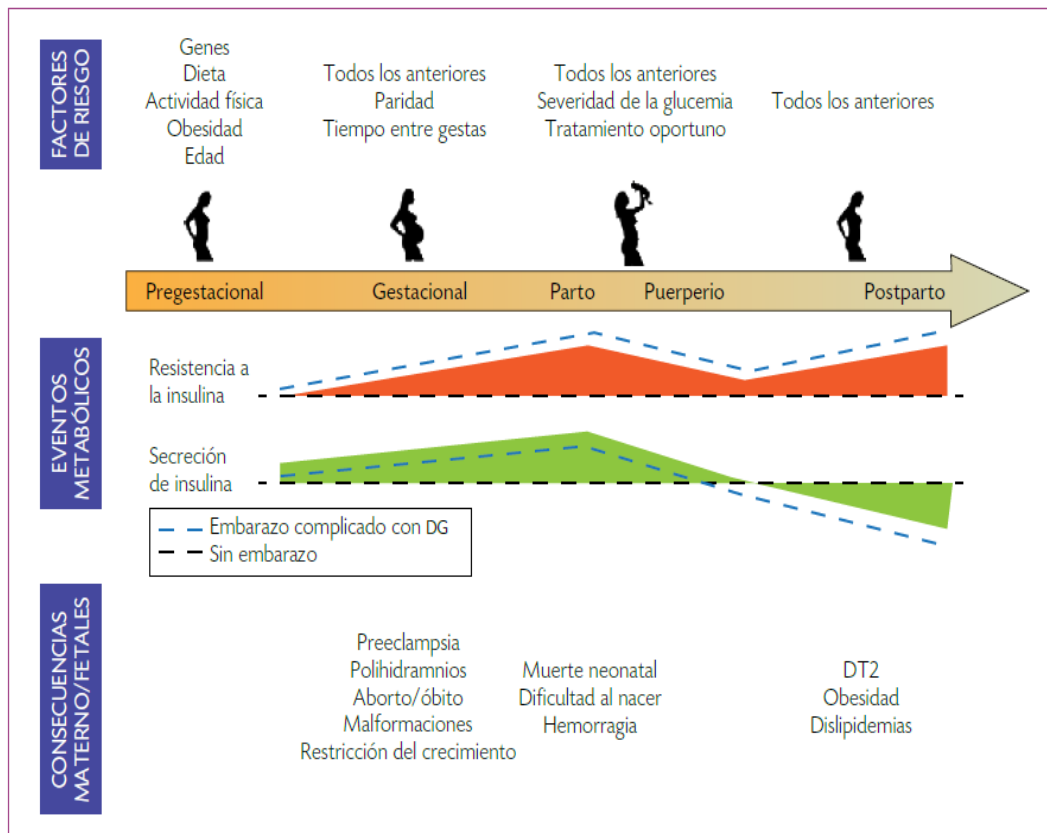 FACTORES
DE RIESGO
Genes
Dieta
Actividad física
Obesidad
Edad
Todos los anteriores
Paridad
Tiempo entre gestas
Todos los anteriores
Severidad de la glucemia
Tratamiento oportuno
Todos los anteriores
Pregestacional
Gestacional
Parto
Puerperio
Postparto
EVENTOS
METABÓLICOS
Resistencia a
la insulina
Secreción
de insulina
Embarazo complicado con DG
Sin embarazo
CONSECUENCIAS
MATERNO/FETALES
Preeclampsia
Polihidramnios
Aborto/óbito
Malformaciones
Restricción del crecimiento
Muerte neonatal
Dificultad al nacer
Hemorragia
DT2
Obesidad
Dislipidemias